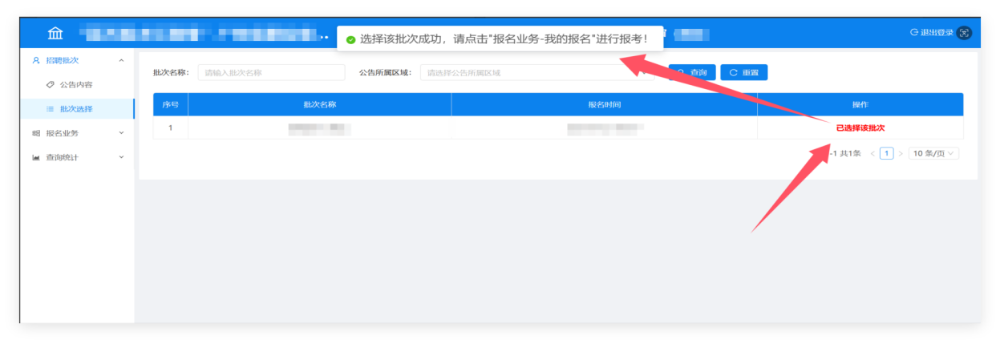 选择该批次成功，请点击"报名业务-我的报名"进行报考！
退出登录
招聘批次
公告内容
批次选择
报名业务
查询统计
批次名称： 请输入批次名称 公告所属区域： 请选择公告所属区域 查询 重置
序号 批次名称 报名时间 操作
1 已选择该批次
-1 共1条 < 1 > 10 条/页